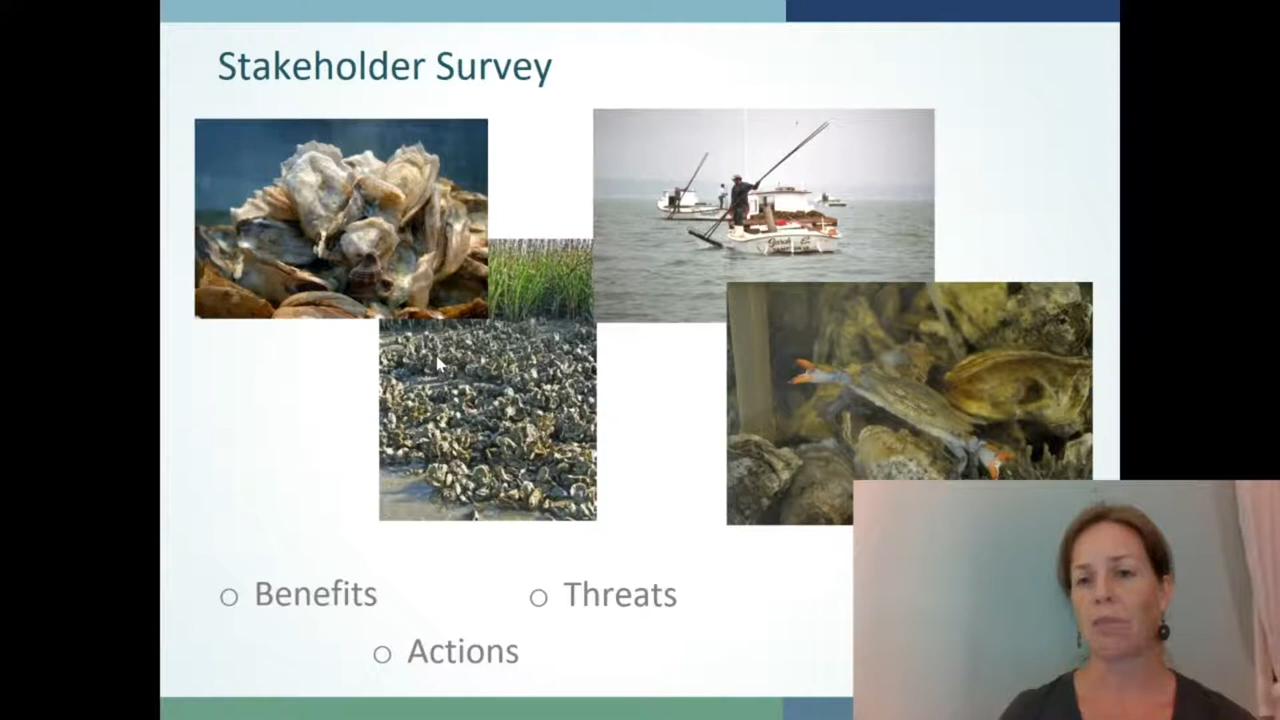 Stakeholder Survey
○ Benefits
○ Threats
○ Actions